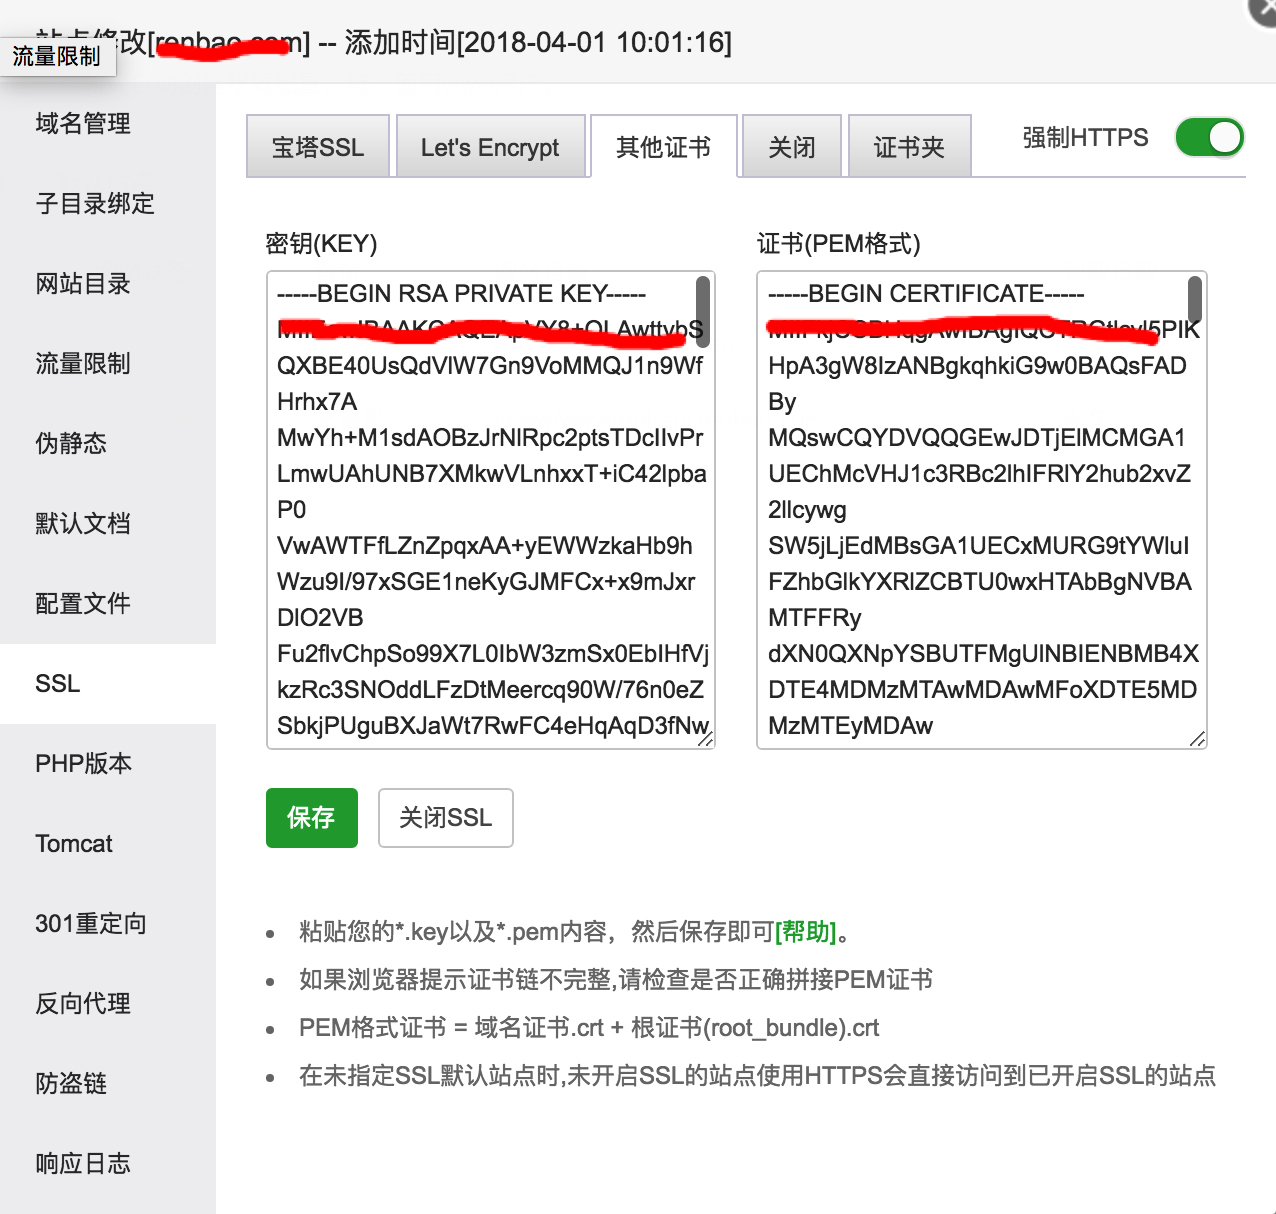 流量限制
修改[ ] -- 添加时间[2018-04-01 10:01:16]
域名管理
子目录绑定
网站目录
流量限制
伪静态
默认文档
配置文件
SSL
PHP版本
Tomcat
301重定向
反向代理
防盗链
响应日志
宝塔SSL
Let's Encrypt
其他证书
关闭
证书夹
强制HTTPS
密钥(KEY)
-----BEGIN RSA PRIVATE KEY-----
QXBE40UsQdVlW7Gn9VoMMQJ1n9Wf
Hrhx7A
MwYh+M1sdAOBzJrNlRpc2ptsTDcIIvPr
LmwUAhUNB7XMkwVLnhxxT+iC42lpba
P0
VwAWTFfLZnZpqxAA+yEWWzkaHb9h
Wzu9I/97xSGE1neKyGJMFCx+x9mJxr
DlO2VB
Fu2flvChpSo99X7L0IbW3zmSx0EbIHfVj
kzRc3SNOddLFzDtMeercq90W/76n0eZ
SbkjPUguBXJaWt7RwFC4eHqAqD3fNw
证书(PEM格式)
-----BEGIN CERTIFICATE-----
HpA3gW8IzANBgkqhkiG9w0BAQsFAD
By
MQswCQYDVQQGEwJDTjElMCMGA1
UEChMcVHJ1c3RBc2lhIFRlY2hub2xvZ
2llcywg
SW5jLjEdMBsGA1UECxMURG9tYWluI
FZhbGlkYXRlZCBTU0wxHTAbBgNVBA
MTFFRy
dXN0QXNpYSBUTFMgUlNBIENBMB4X
DTE4MDMzMTAwMDAwMFoXDTE5MD
MzMTEyMDAw
保存
关闭SSL
粘贴您的*.key以及*.pem内容，然后保存即可[帮助]。
如果浏览器提示证书链不完整,请检查是否正确拼接PEM证书
PEM格式证书 = 域名证书.crt + 根证书(root_bundle).crt
在未指定SSL默认站点时,未开启SSL的站点使用HTTPS会直接访问到已开启SSL的站点